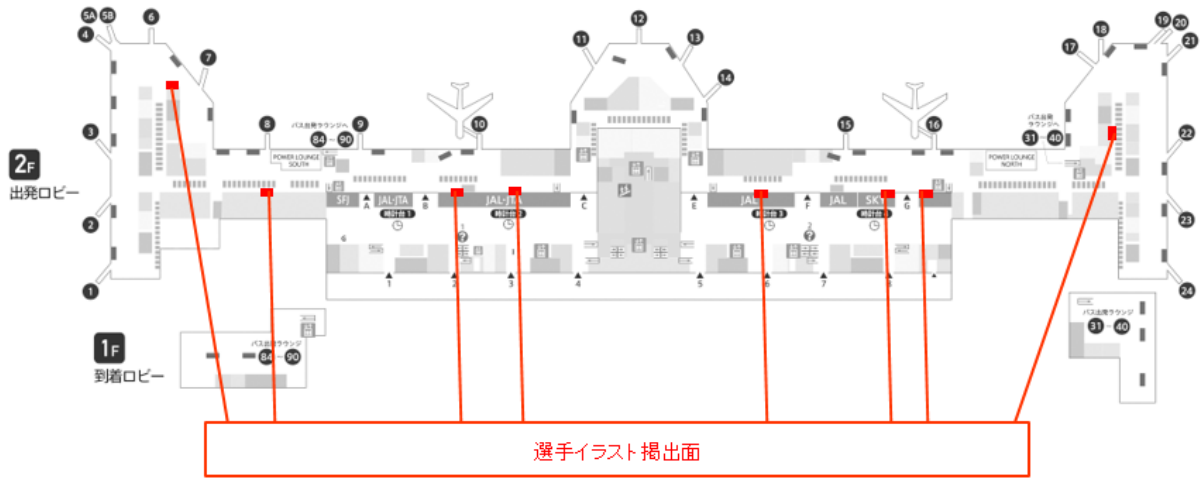 5A 5B 6 12 19 20
4 11 13 17 18 21
7
14
8 バス出発ラウンジへ 9 10 15 16 バス出発ラウンジへ 22
84～90 31～40
3
2F POWER LOUNGE SOUTH POWER LOUNGE NORTH
出発ロビー
SFJ A JAL·JTA B JAL·JTA C E JAL F JAL SKY G
時計台 1 時計台 2 時計台 3 時計台 4
2 23
6 1 ? 2 ?
1 2 3 4 5 6 7 8
1 24
1F バス出発ラウンジ バス出発ラウンジ
到着ロビー 84～90 31～40
選手イラスト掲出面